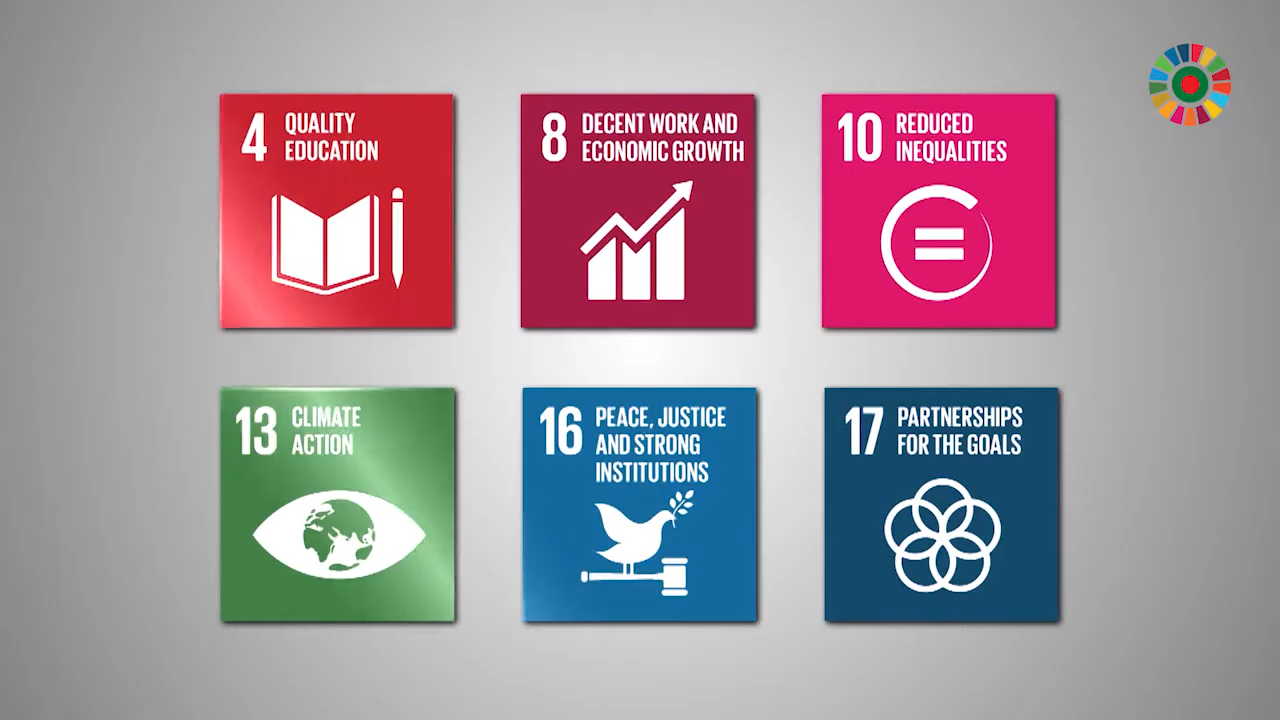 4 QUALITY
EDUCATION
8 DECENT WORK AND
ECONOMIC GROWTH
10 REDUCED
INEQUALITIES
13 CLIMATE
ACTION
16 PEACE, JUSTICE
AND STRONG
INSTITUTIONS
17 PARTNERSHIPS
FOR THE GOALS